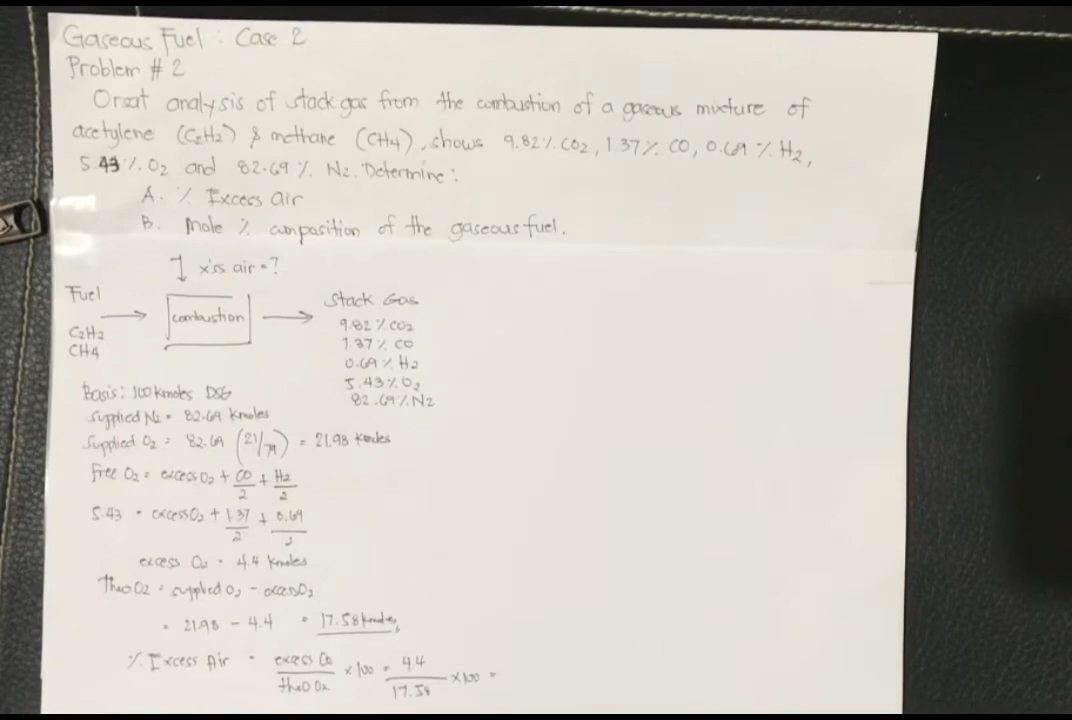 Gaseous Fuel : Case 2
Problem # 2
Orsat analysis of stack gas from the combustion of a gaseous mixture of
acetylene (C2H2) & methane (CH4), shows 9.82% CO2, 1.37% CO, 0.69% H2,
5.43% O2 and 82.69% N2. Determine:
A. % Excess air
B. Mole % composition of the gaseous fuel.
x'ss air = ?
Fuel
C2H2
CH4
combustion
Stack Gas
9.82% CO2
1.37% CO
0.69% H2
5.43% O2
82.69% N2
Basis: 100 kmoles DSG
Supplied N2 = 82.69 Kmoles
Supplied O2 = 82.69 (21/79) = 21.98 Kmoles
Free O2 = excess O2 + CO/2 + H2/2
5.43 = excess O2 + 1.37/2 + 0.69/2
excess O2 = 4.4 Kmoles
Theo O2 = supplied O2 - excess O2
= 21.98 - 4.4 = 17.58 kmoles
% Excess Air = excess O2/theo O2 x 100 = 4.4/17.58 x 100 =